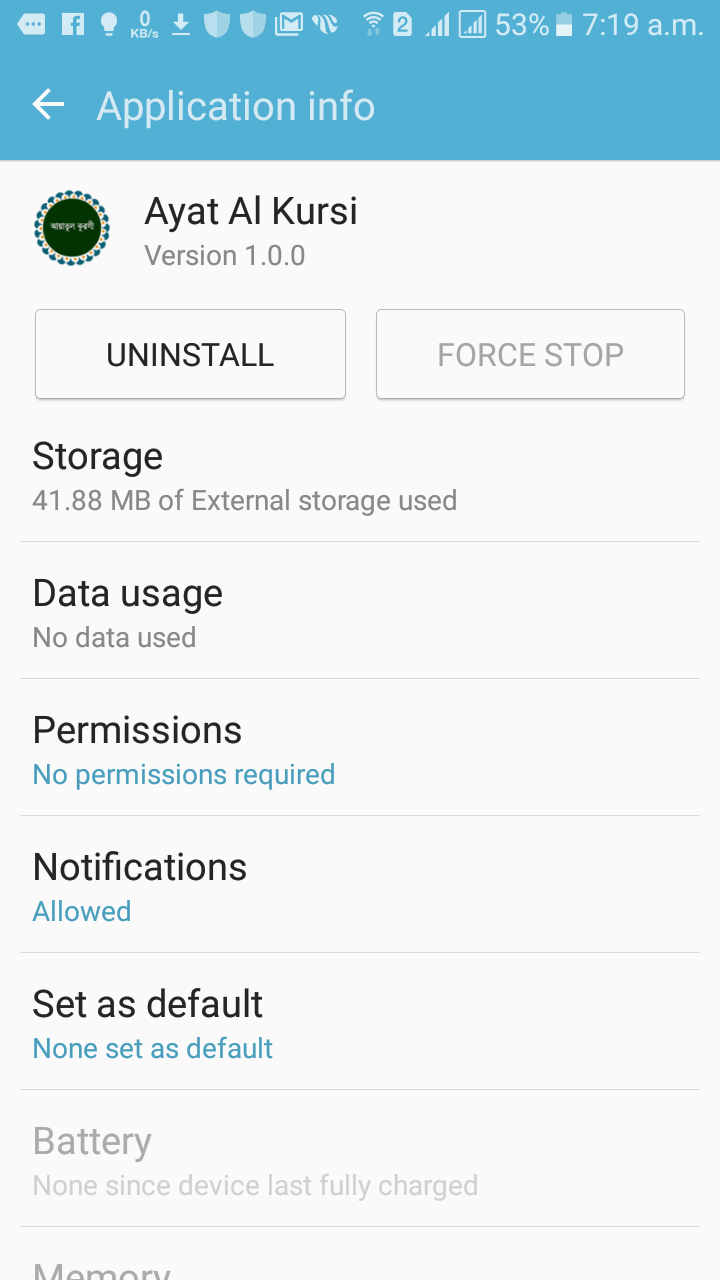 0
KB/s
2
53%
7:19 a.m.
Application info
আয়াতুল কুরসী
Ayat Al Kursi
Version 1.0.0
UNINSTALL
FORCE STOP
Storage
41.88 MB of External storage used
Data usage
No data used
Permissions
No permissions required
Notifications
Allowed
Set as default
None set as default
Battery
None since device last fully charged
Memory